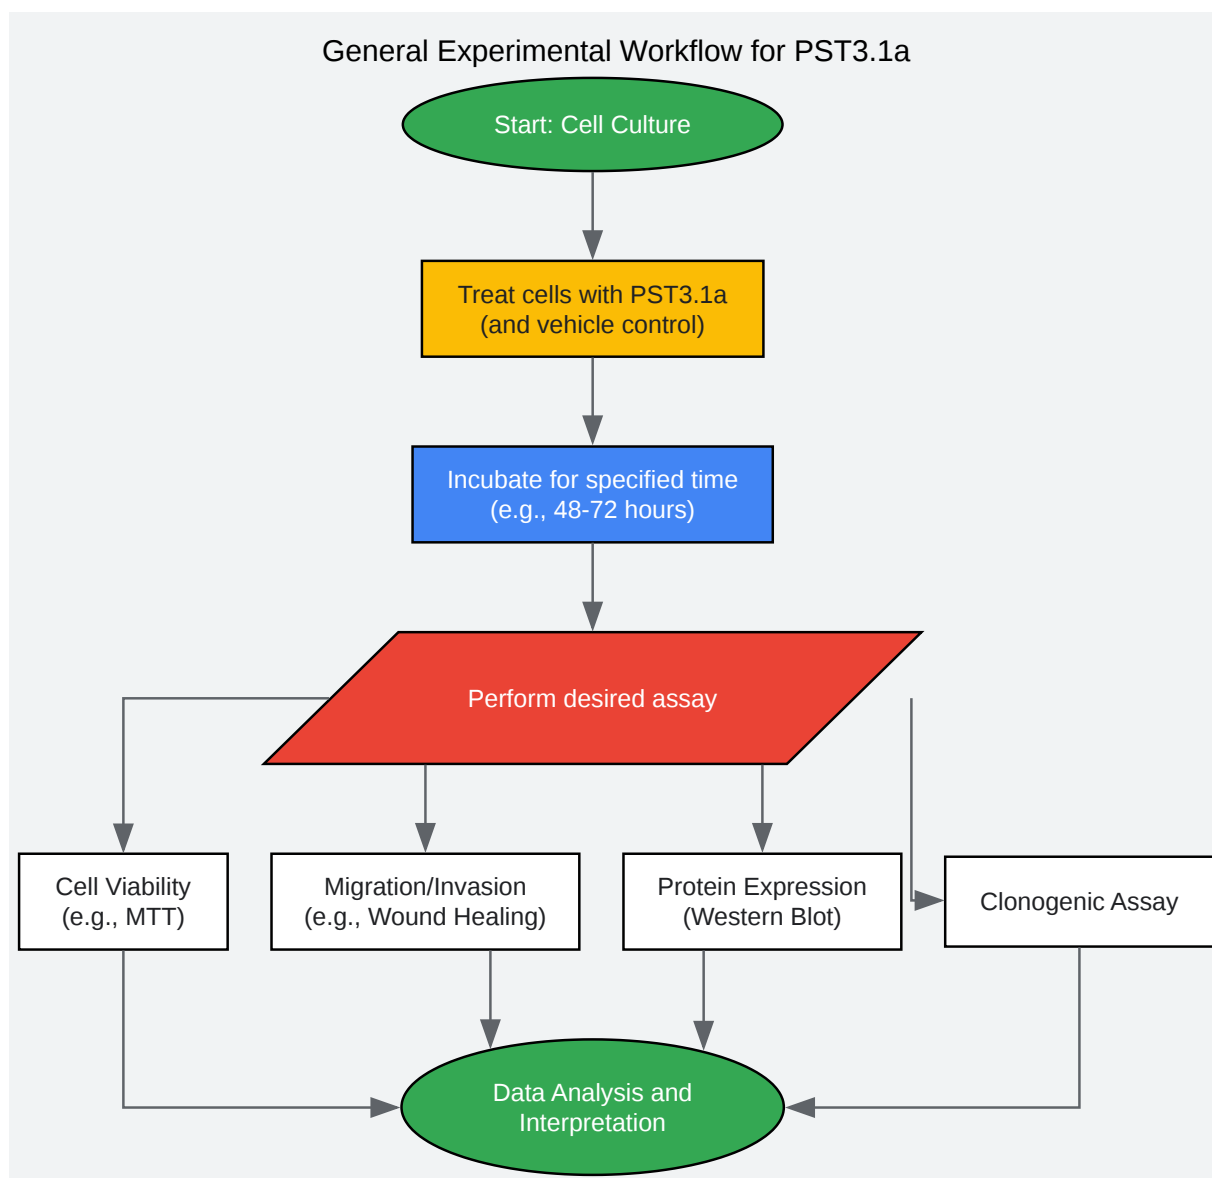 General Experimental Workflow for PST3.1a
Start: Cell Culture
Treat cells with PST3.1a
(and vehicle control)
Incubate for specified time
(e.g., 48-72 hours)
Perform desired assay
Cell Viability
(e.g., MTT)
Migration/Invasion
(e.g., Wound Healing)
Protein Expression
(Western Blot)
Clonogenic Assay
Data Analysis and
Interpretation